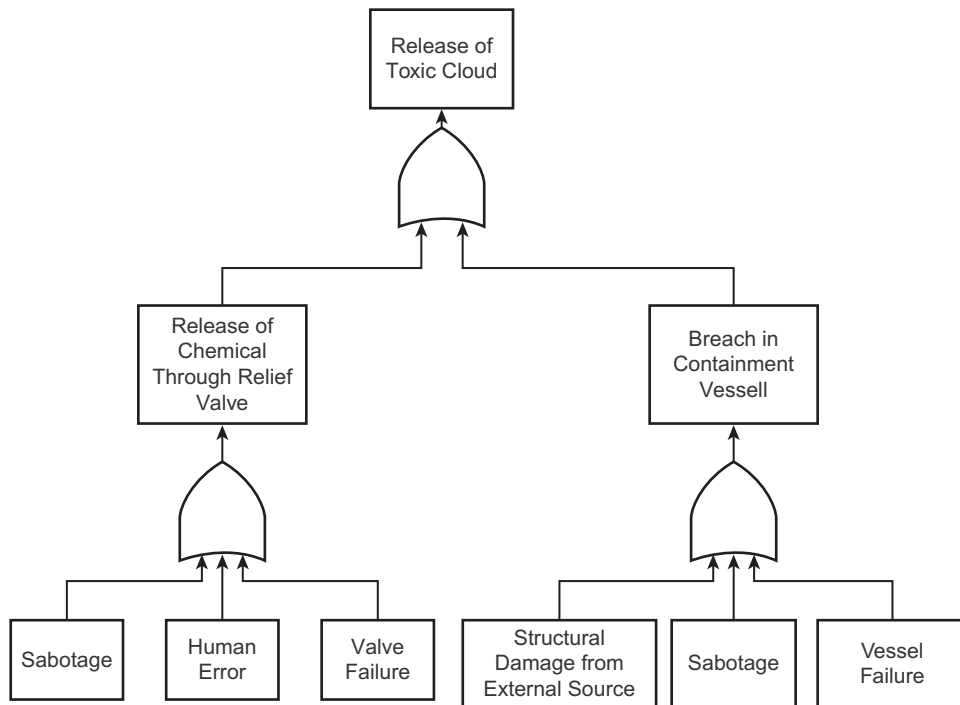 Release of
Toxic Cloud
Release of
Chemical
Through Relief
Valve
Breach in
Containment
Vessell
Sabotage
Human
Error
Valve
Failure
Structural
Damage from
External Source
Sabotage
Vessel
Failure